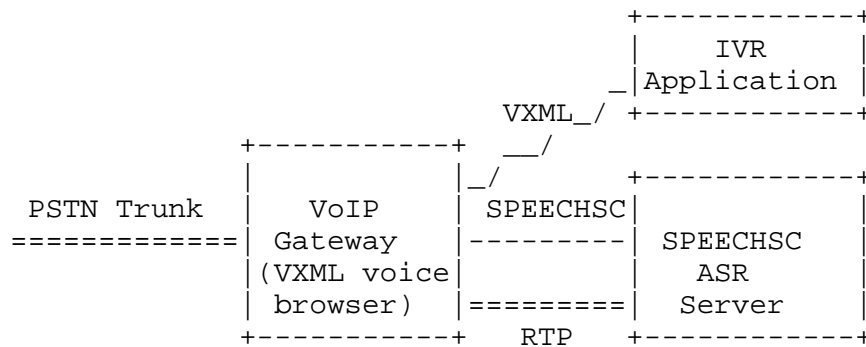 IVR
Application
VXML
PSTN Trunk VoIP SPEECHSC
Gateway SPEECHSC
(VXML voice ASR
browser) Server
RTP